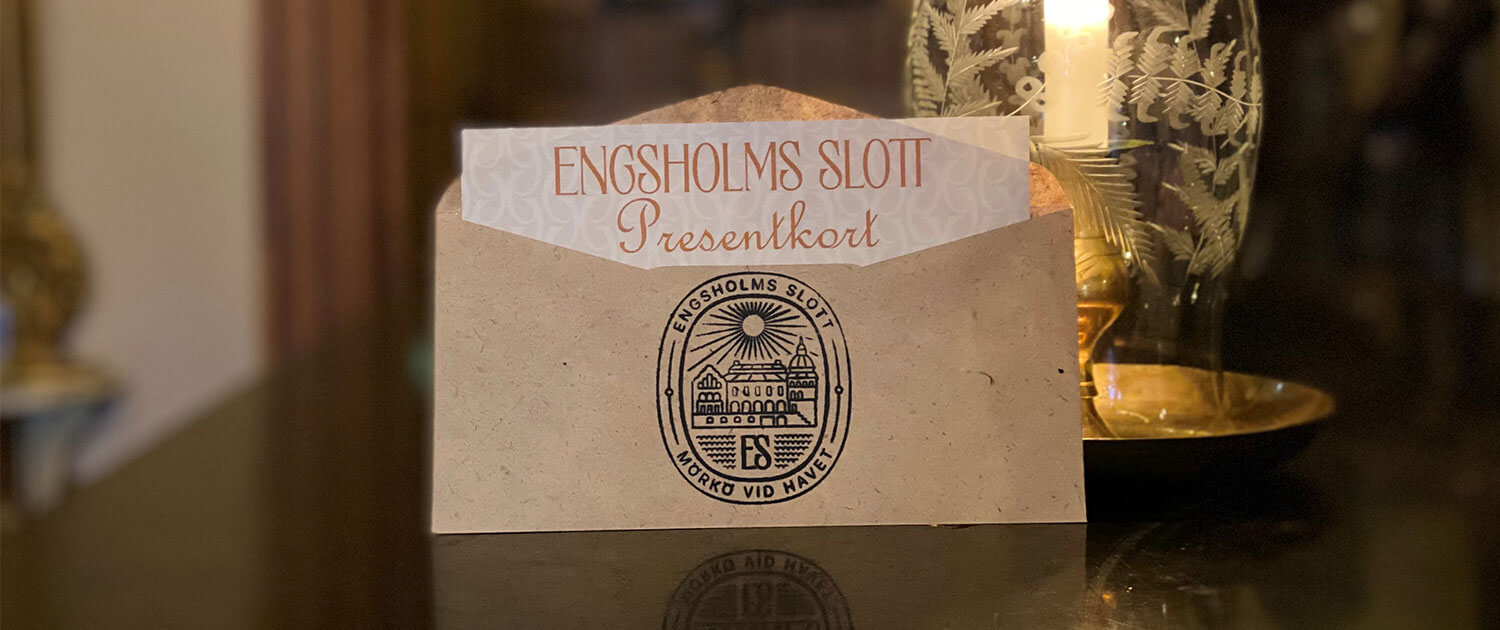 ENGSHOLMS SLOTT
Presentkort
ENGSHOLMS SLOTT
ES
MÖRKÖ VID HAVET